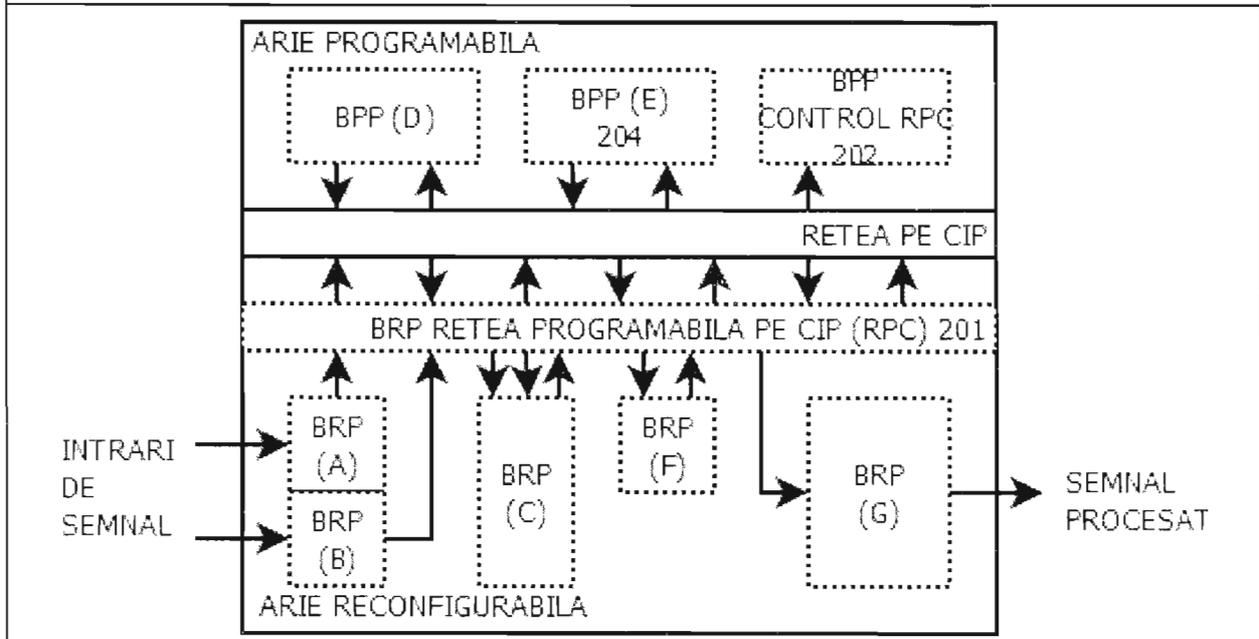 ARIE PROGRAMABILA
BPP (D)
BPP (E)
204
BPP
CONTROL RPC
202
RETEA PE CIP
BRP RETEA PROGRAMABILA PE CIP (RPC) 201
INTRARI
DE
SEMNAL
BRP
(A)
BRP
(B)
BRP
(C)
BRP
(F)
BRP
(G)
SEMNAL
PROCESAT
ARIE RECONFIGURABILA